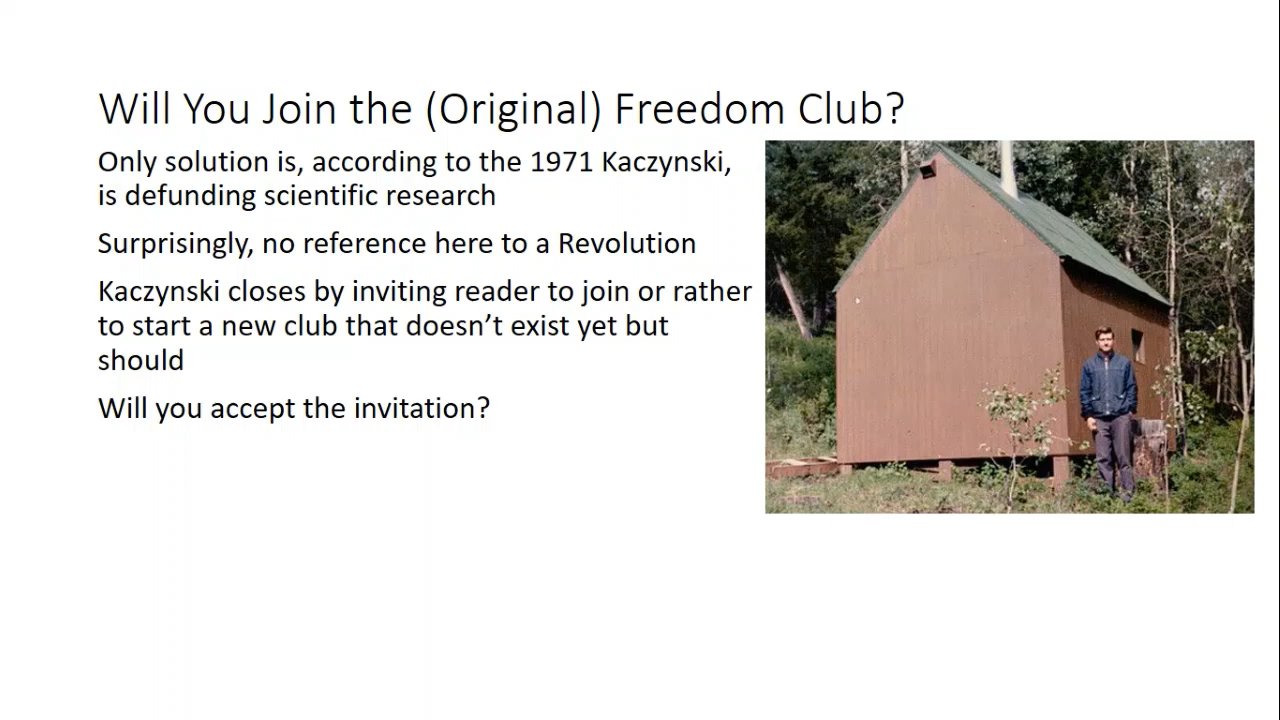 Will You Join the (Original) Freedom Club?
Only solution is, according to the 1971 Kaczynski,
is defunding scientific research
Surprisingly, no reference here to a Revolution
Kaczynski closes by inviting reader to join or rather
to start a new club that doesn’t exist yet but
should
Will you accept the invitation?